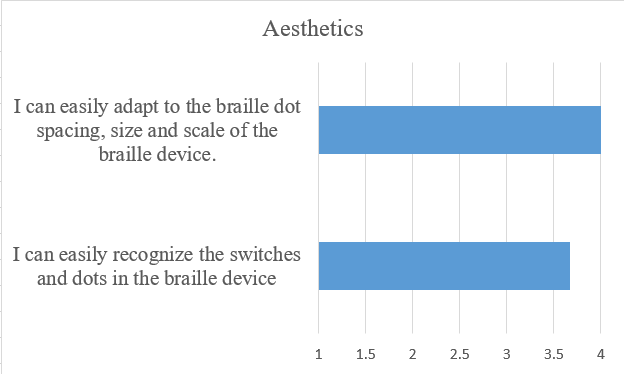 Aesthetics
I can easily adapt to the braille dot
spacing, size and scale of the
braille device.
I can easily recognize the switches
and dots in the braille device
1 1.5 2 2.5 3 3.5 4